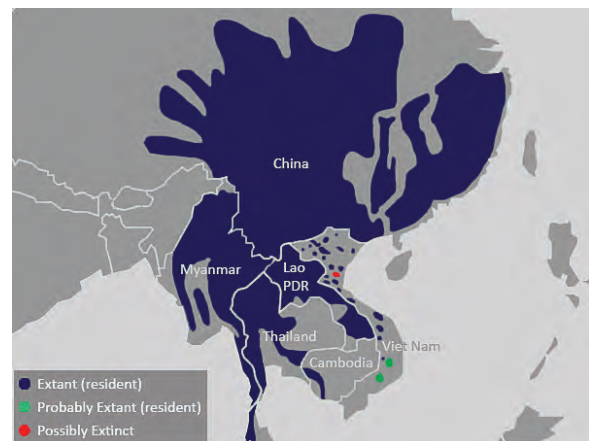 China
Myanmar
Lao
PDR
Thailand
Viet Nam
Cambodia
Extant (resident)
Probably Extant (resident)
Possibly Extinct